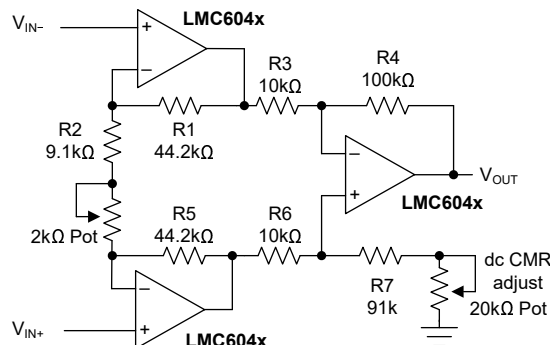 LMC604x
V_IN−
+
−
R3
10kΩ
R4
100kΩ
R2
9.1kΩ
R1
44.2kΩ
−
+
V_OUT
LMC604x
2kΩ Pot
R5
44.2kΩ
R6
10kΩ
R7
91k
dc CMR
adjust
20kΩ Pot
−
+
V_IN+
LMC604x